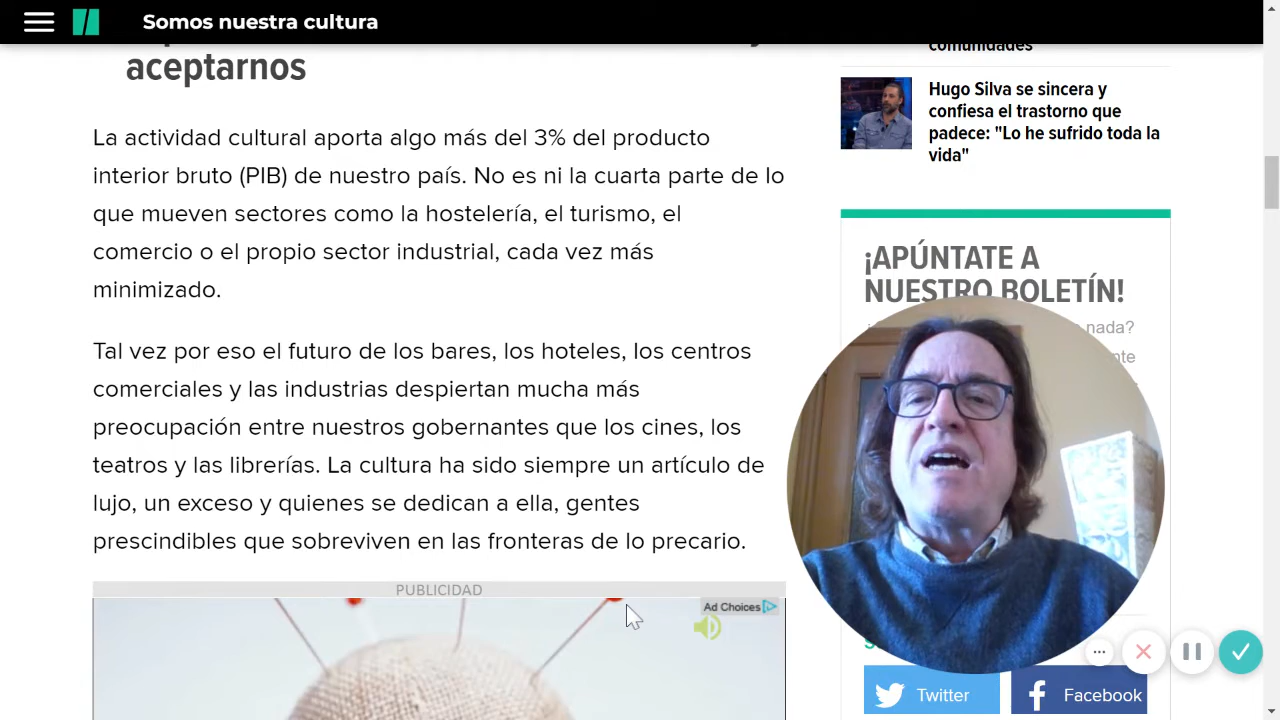 Somos nuestra cultura
aceptarnos
La actividad cultural aporta algo más del 3% del producto
interior bruto (PIB) de nuestro país. No es ni la cuarta parte de lo
que mueven sectores como la hostelería, el turismo, el
comercio o el propio sector industrial, cada vez más
minimizado.
Tal vez por eso el futuro de los bares, los hoteles, los centros
comerciales y las industrias despiertan mucha más
preocupación entre nuestros gobernantes que los cines, los
teatros y las librerías. La cultura ha sido siempre un artículo de
lujo, un exceso y quienes se dedican a ella, gentes
prescindibles que sobreviven en las fronteras de lo precario.
PUBLICIDAD
Ad Choices
comunidades
Hugo Silva se sincera y
confiesa el trastorno que
padece: "Lo he sufrido toda la
vida"
¡APÚNTATE A
NUESTRO BOLETÍN!
nada?
Twitter
Facebook